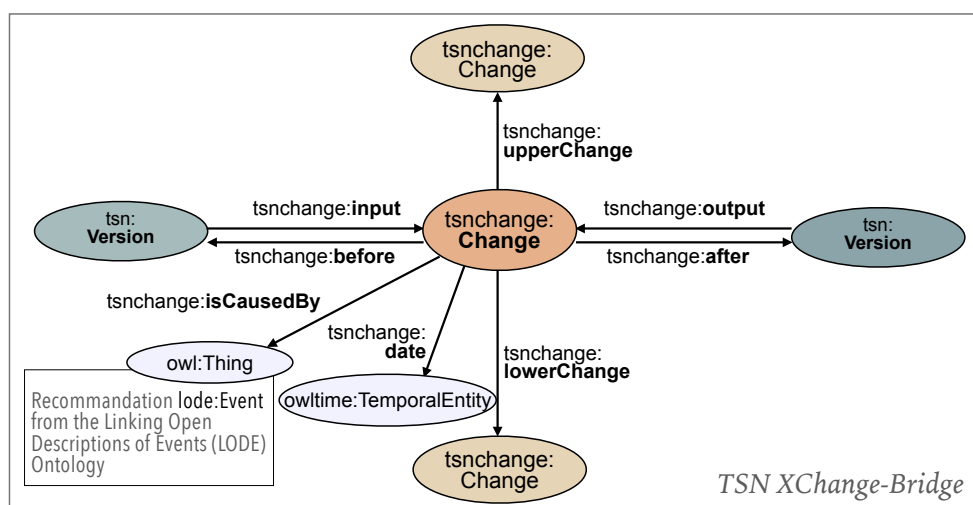 tsnchange:
Change
tsnchange:
upperChange
tsn:
Version
tsnchange:input
tsnchange:before
tsnchange:
Change
tsnchange:output
tsnchange:after
tsn:
Version
tsnchange:isCausedBy
tsnchange:
date
tsnchange:
lowerChange
owl:Thing
owltime:TemporalEntity
Recommandation lode:Event
from the Linking Open
Descriptions of Events (LODE)
Ontology
tsnchange:
Change
TSN XChange-Bridge